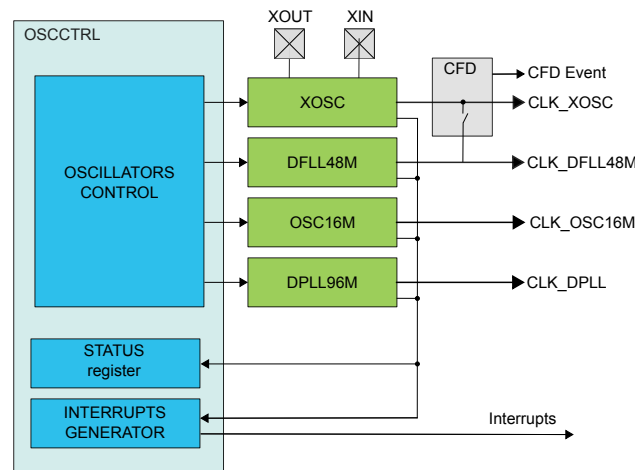 XOUT
XIN
OSCCTRL
CFD
CFD Event
XOSC
CLK_XOSC
OSCILLATORS
CONTROL
DFLL48M
CLK_DFLL48M
OSC16M
CLK_OSC16M
DPLL96M
CLK_DPLL
STATUS
register
INTERRUPTS
GENERATOR
Interrupts